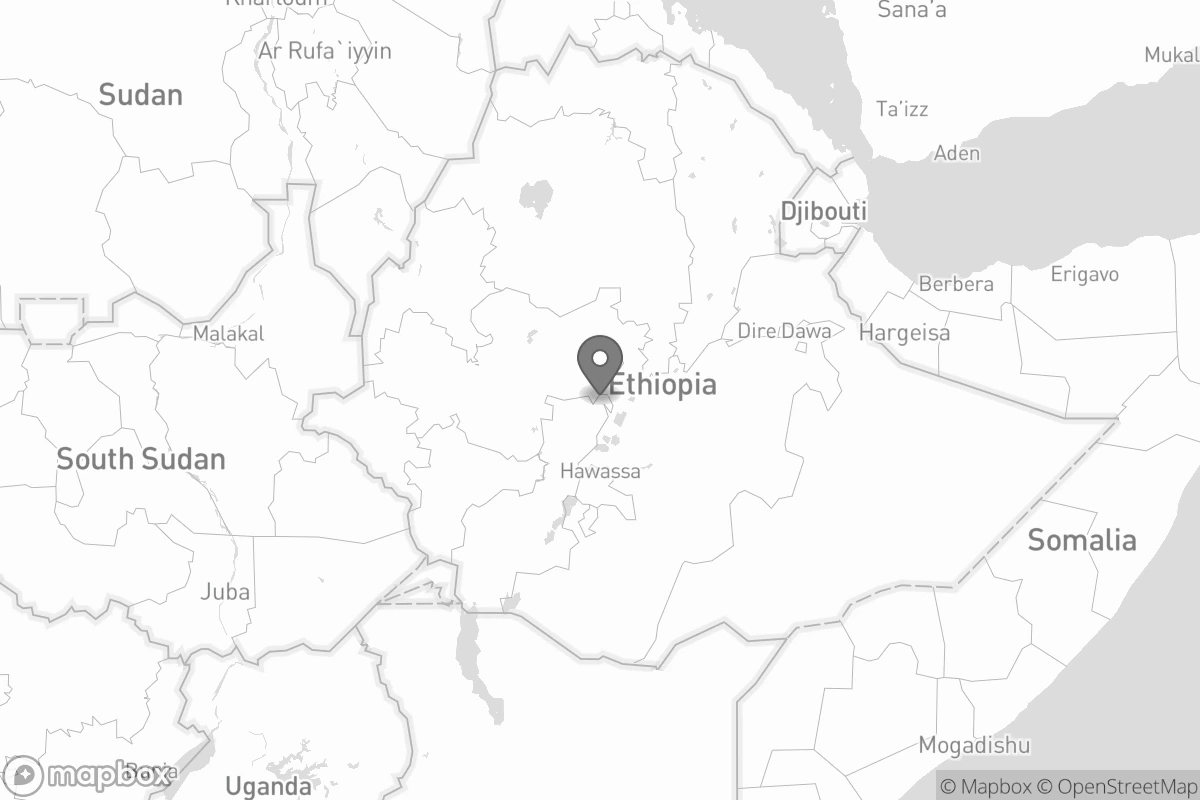 Khartoum
Sana'a
Ar Rufa`iyyin
Mukal
Sudan
Ta'izz
Aden
Djibouti
Berbera
Erigavo
Malakal
Dire Dawa
Hargeisa
Ethiopia
South Sudan
Hawassa
Somalia
Juba
Mogadishu
mapbox
Uganda
© Mapbox © OpenStreetMap